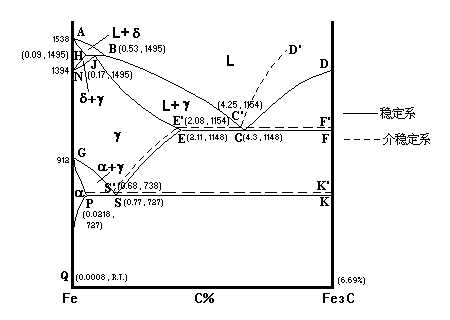 A
1538
L+δ
B (0.53, 1495)
(0.09, 1495) H
J
(0.17, 1495)
1394 N
δ+γ
L
D'
D
L+γ
(4.25, 1154)
C'
E' (2.08, 1154)
F'
E (2.11, 1148)
C (4.3, 1148)
F
γ
G
912
α+γ
S' (0.68, 738)
K'
α
P
S (0.77, 727)
K
(0.0218,
727)
Q (0.0008, R.T.)
(6.69%)
Fe
C%
Fe3C
稳定系
介稳定系